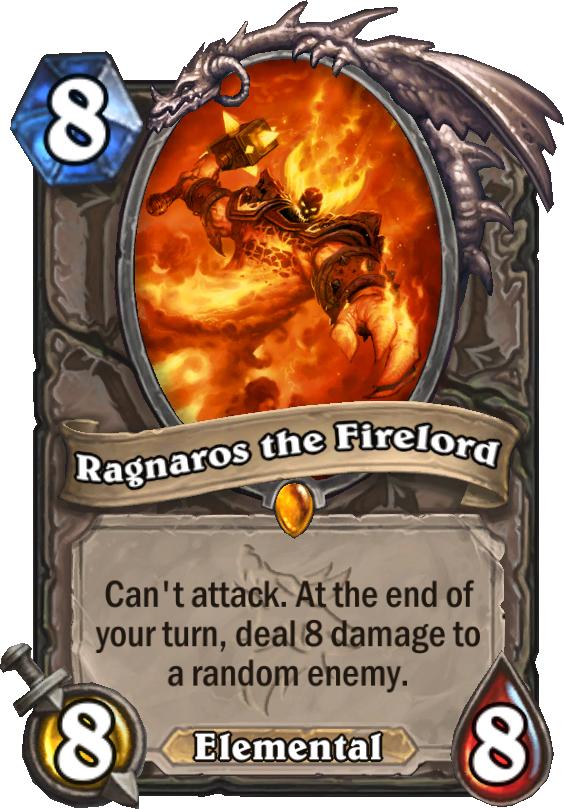 8
Ragnaros the Firelord
Can't attack. At the end of
your turn, deal 8 damage to
a random enemy.
8
Elemental
8